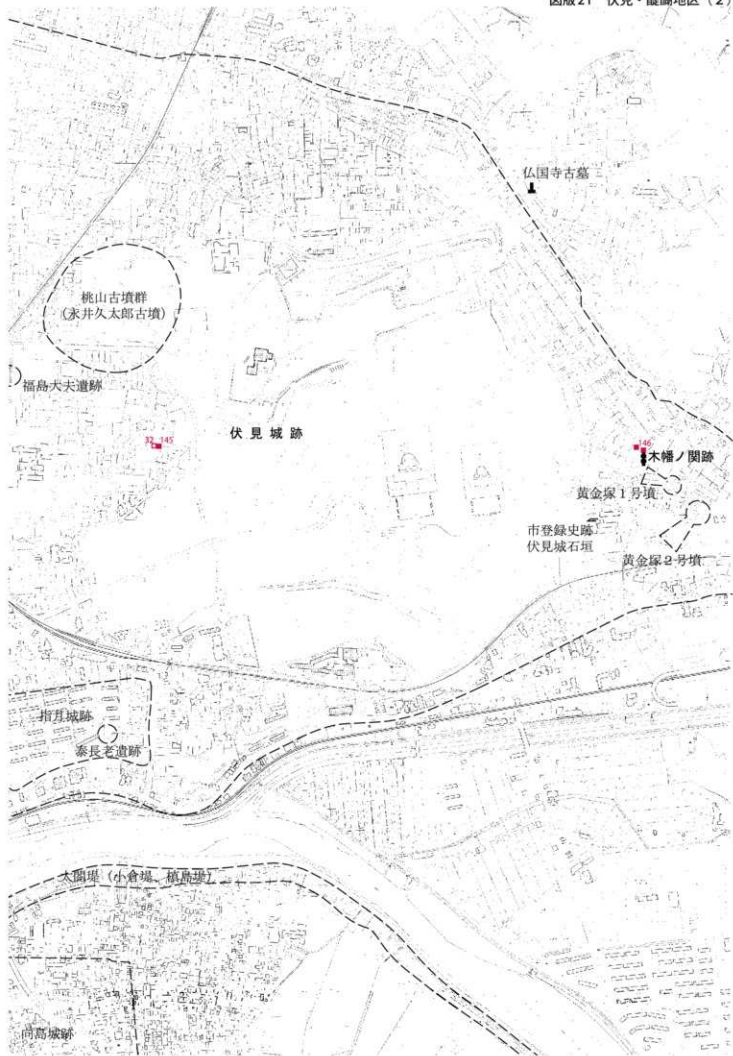 図版21 伏見・醍醐地区（2）
仏国寺古墓
桃山古墳群
（永井久太郎古墳）
福島大夫遺跡
32 145
伏見城跡
146
木幡ノ関跡
黄金塚1号墳
市登録史跡
伏見城石垣
黄金塚2号墳
指月城跡
泰長老遺跡
太閤堤（小倉堤、槙島堤）
向島城跡